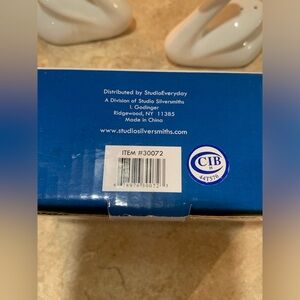 Distributed by StudioEveryday
A Division of Studio Silversmiths
L Godinger
Ridgewood, NY 11385
Made in China
www.studiosilversmiths.com
ITEM #30072
CIB